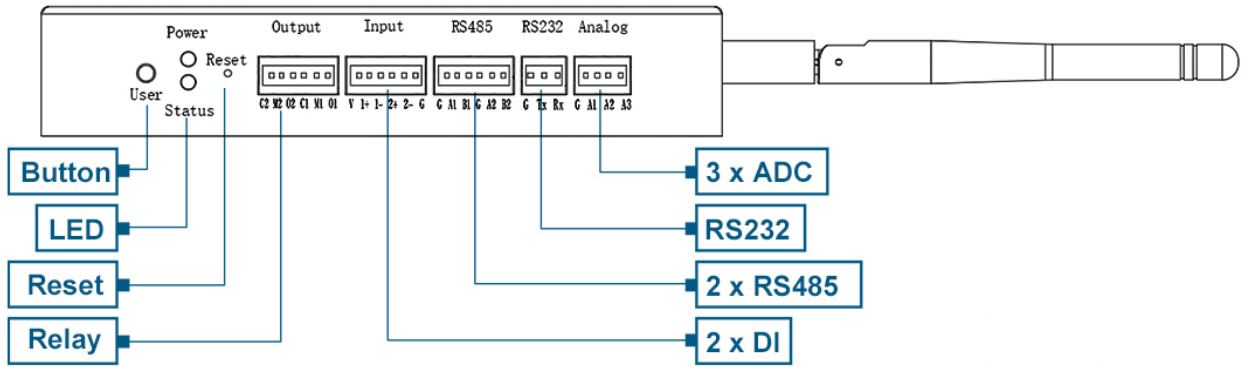 Power Output Input RS485 RS232 Analog
Reset
User
Status
C2 M2 O2 C1 M1 O1 V 1+ 1- 2+ 2- G G A1 B1 G A2 B2 G Tx Rx G A1 A2 A3
Button
LED
Reset
Relay
3 x ADC
RS232
2 x RS485
2 x DI